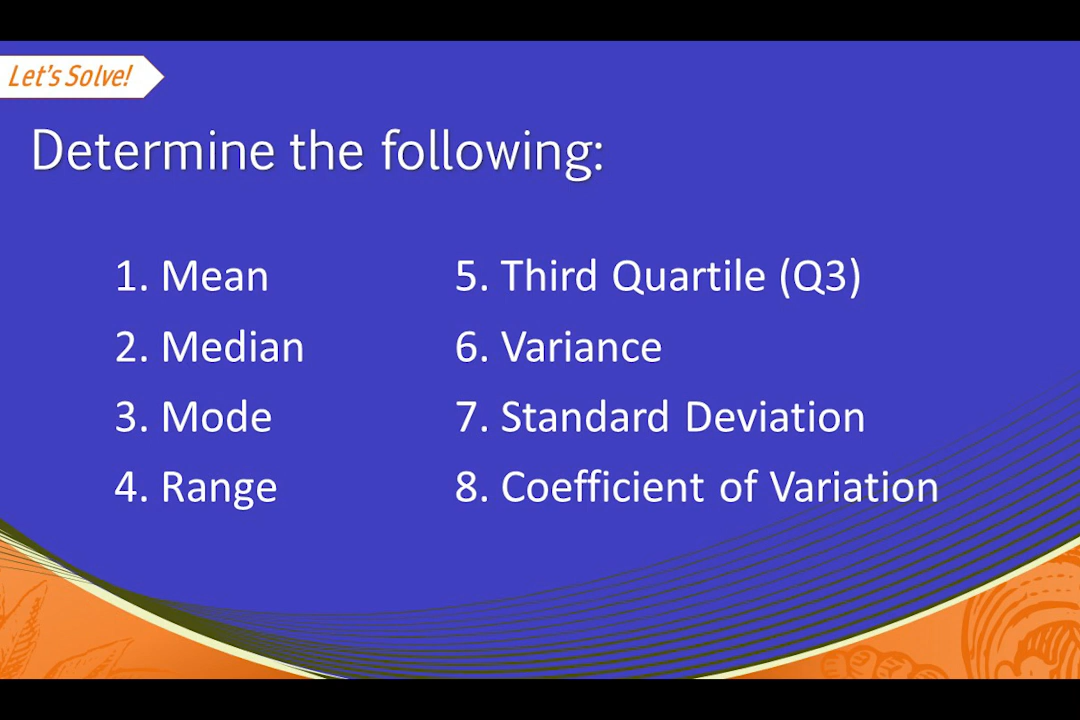 Let's Solve!
Determine the following:
1. Mean
2. Median
3. Mode
4. Range
5. Third Quartile (Q3)
6. Variance
7. Standard Deviation
8. Coefficient of Variation